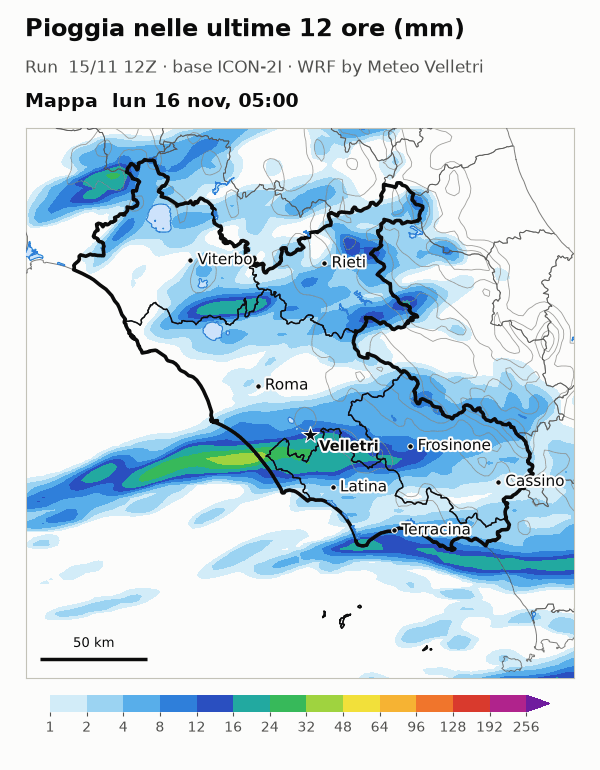 Pioggia nelle ultime 12 ore (mm)
Run  15/11 12Z · base ICON-2I · WRF by Meteo Velletri
Mappa  lun 16 nov, 05:00
Viterbo
Rieti
Roma
Velletri
Frosinone
Latina
Cassino
Terracina
50 km
1 2 4 8 12 16 24 32 48 64 96 128 192 256